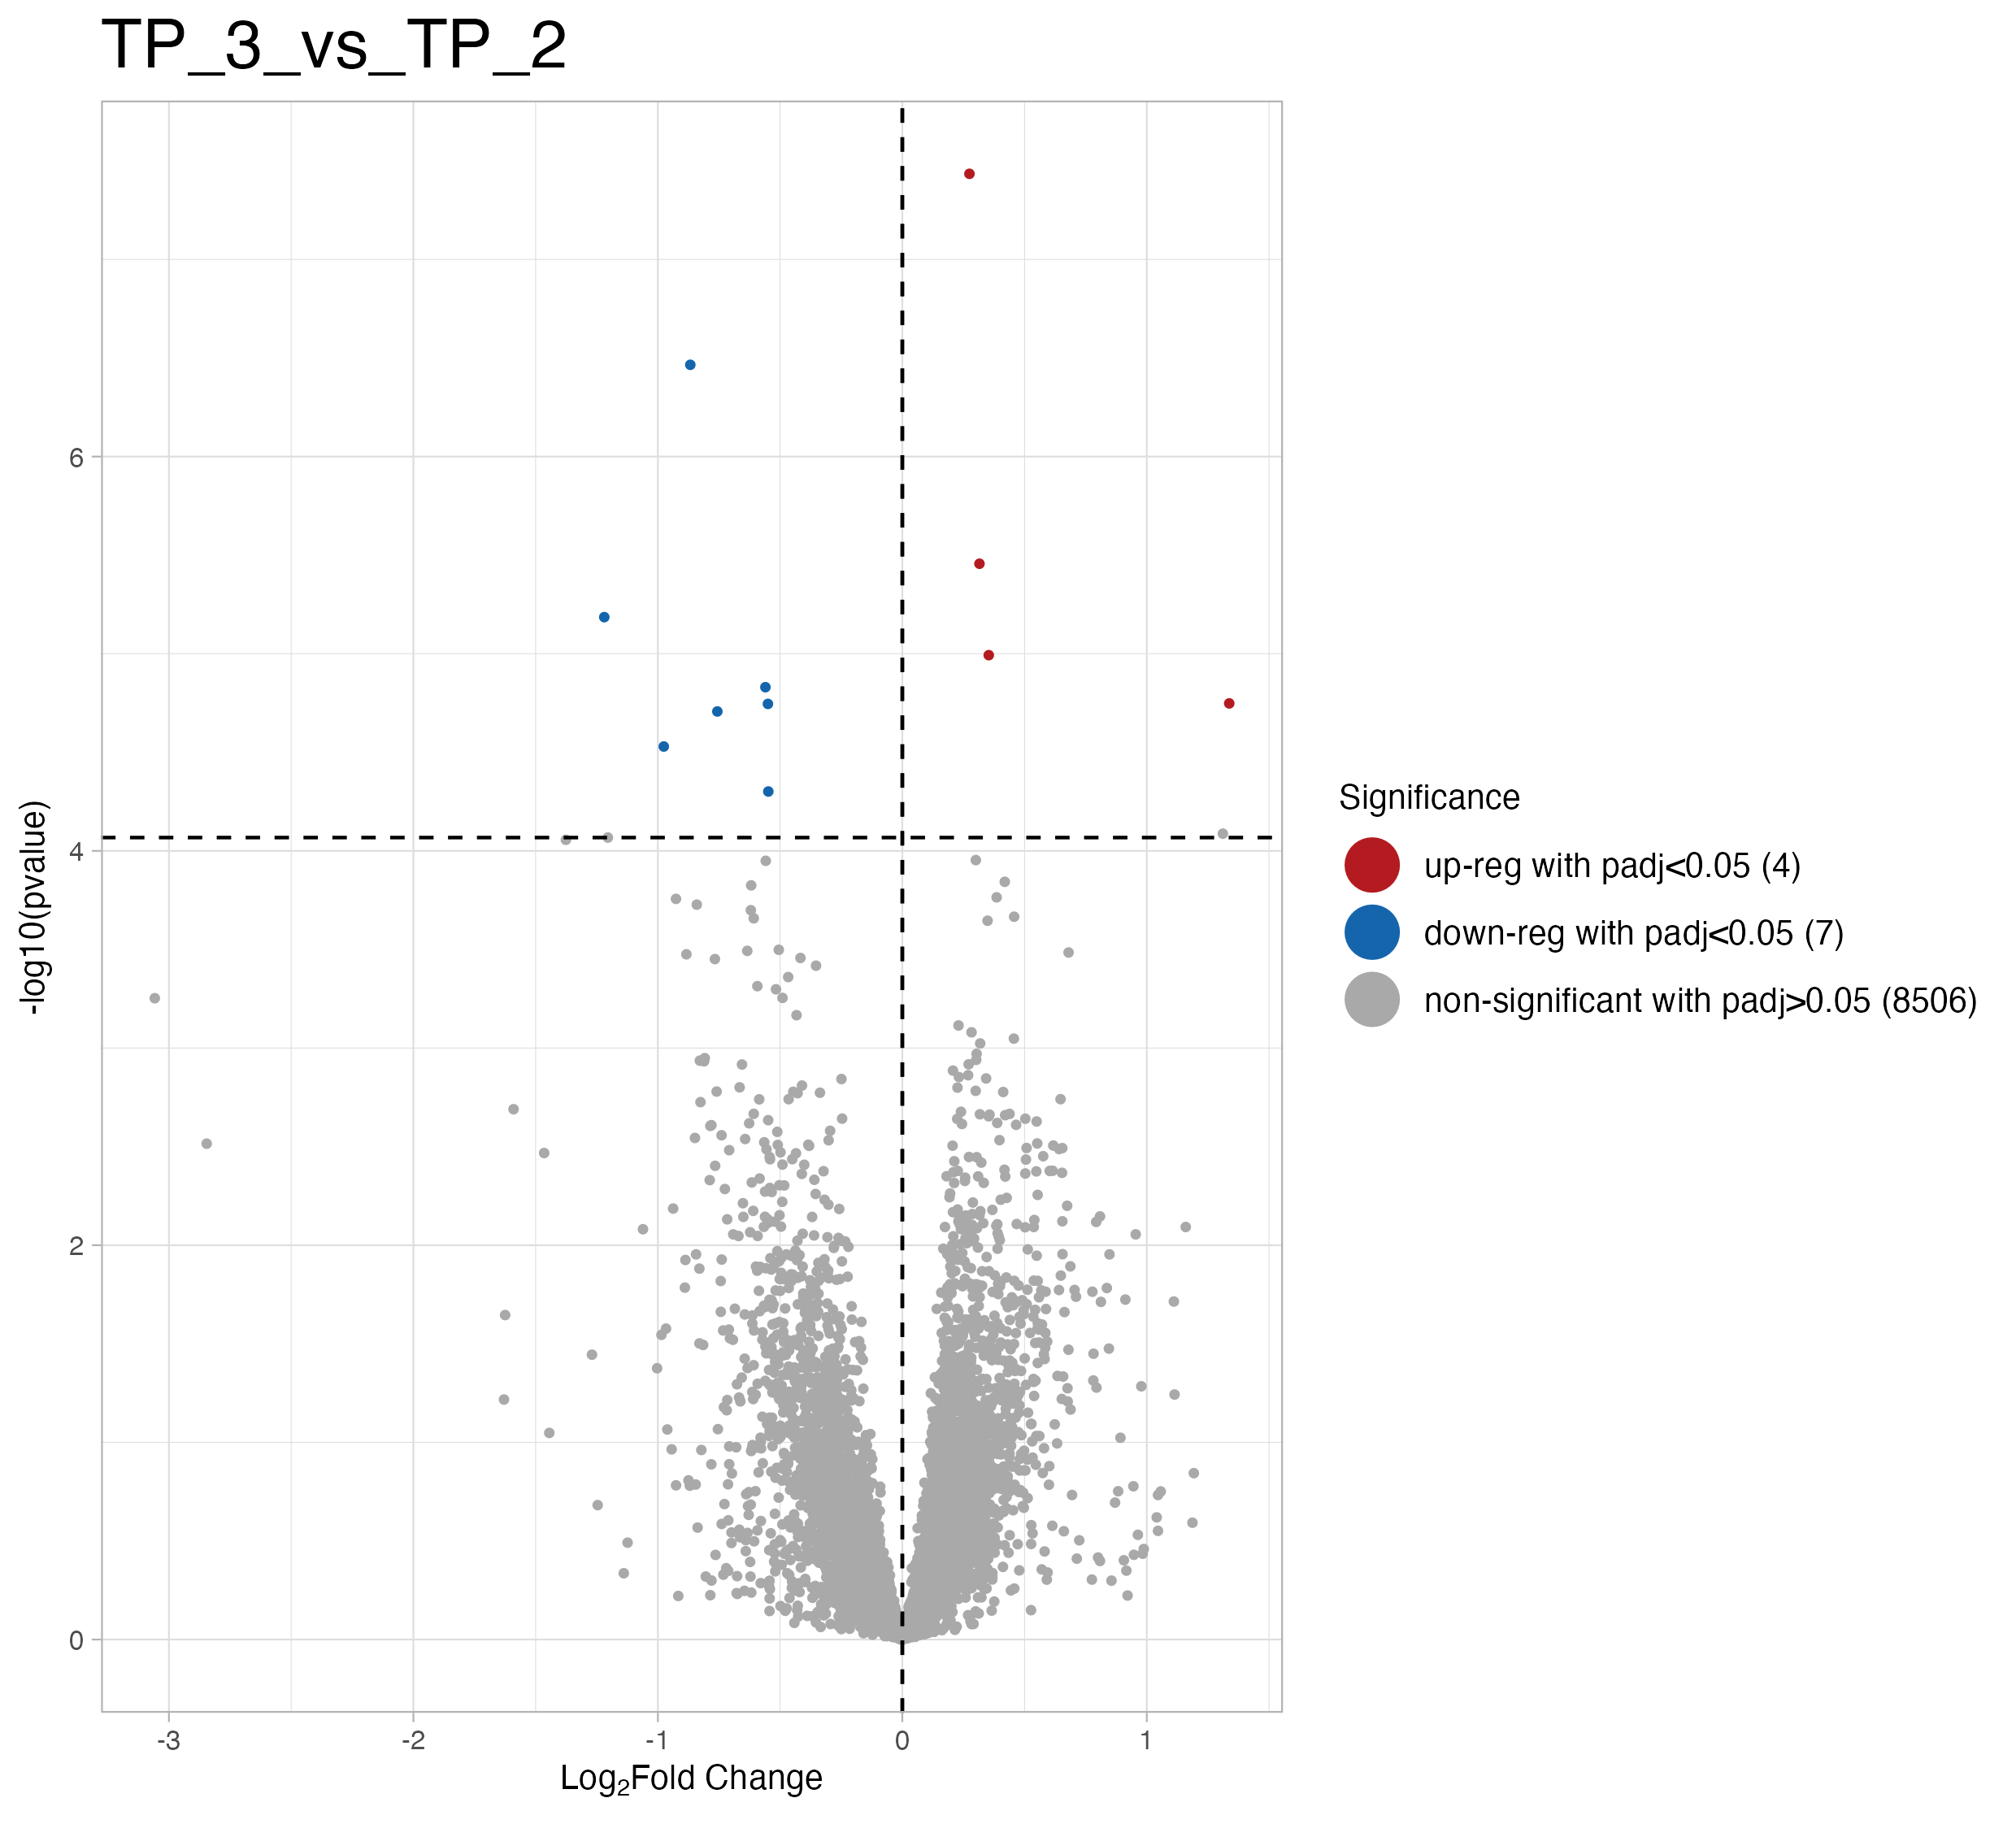 TP_3_vs_TP_2
6
4
2
0
-log10(pvalue)
-3
-2
-1
0
1
Log₂Fold Change
Significance
up-reg with padj<0.05 (4)
down-reg with padj<0.05 (7)
non-significant with padj>0.05 (8506)